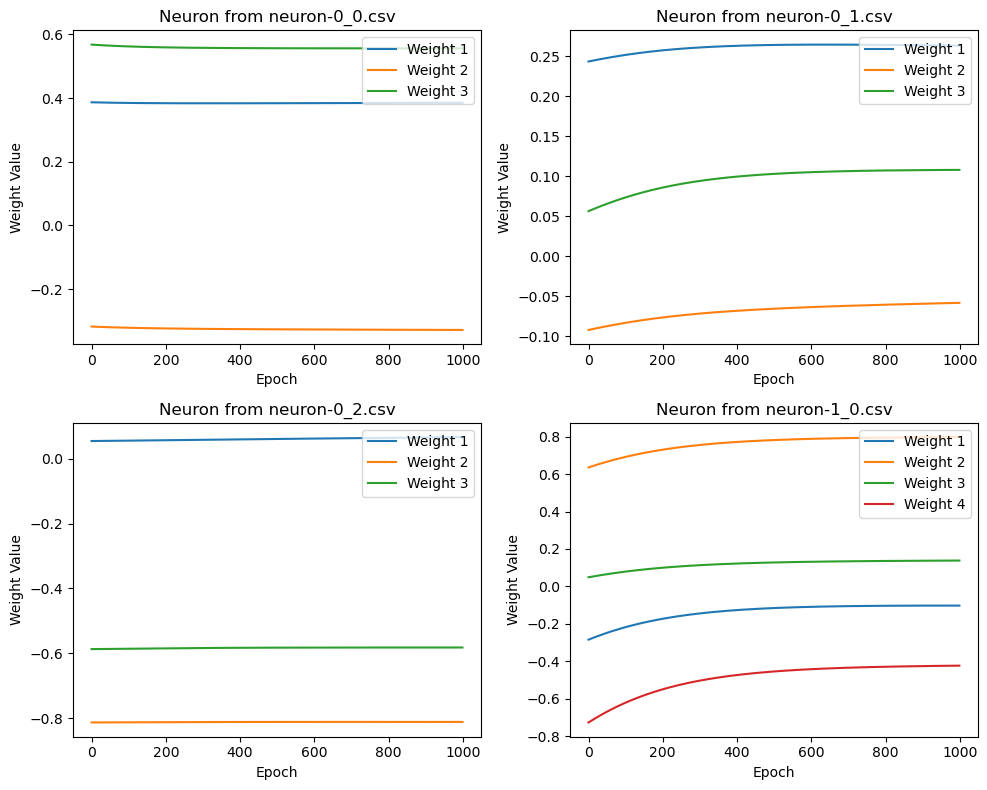 Neuron from neuron-0_0.csv
Weight Value
0.6
0.4
0.2
0.0
−0.2
Weight 1
Weight 2
Weight 3
0 200 400 600 800 1000
Epoch
Neuron from neuron-0_1.csv
Weight Value
0.25
0.20
0.15
0.10
0.05
0.00
−0.05
−0.10
Weight 1
Weight 2
Weight 3
0 200 400 600 800 1000
Epoch
Neuron from neuron-0_2.csv
Weight Value
0.0
−0.2
−0.4
−0.6
−0.8
Weight 1
Weight 2
Weight 3
0 200 400 600 800 1000
Epoch
Neuron from neuron-1_0.csv
Weight Value
0.8
0.6
0.4
0.2
0.0
−0.2
−0.4
−0.6
−0.8
Weight 1
Weight 2
Weight 3
Weight 4
0 200 400 600 800 1000
Epoch